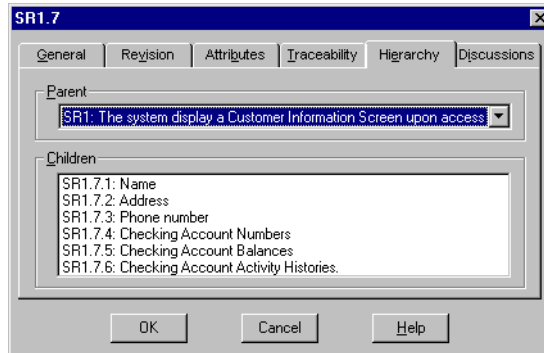 SR1.7
General Revision Attributes Traceability Hierarchy Discussions
Parent
SR1: The system display a Customer Information Screen upon access
Children
SR1.7.1: Name
SR1.7.2: Address
SR1.7.3: Phone number
SR1.7.4: Checking Account Numbers
SR1.7.5: Checking Account Balances
SR1.7.6: Checking Account Activity Histories.
OK Cancel Help